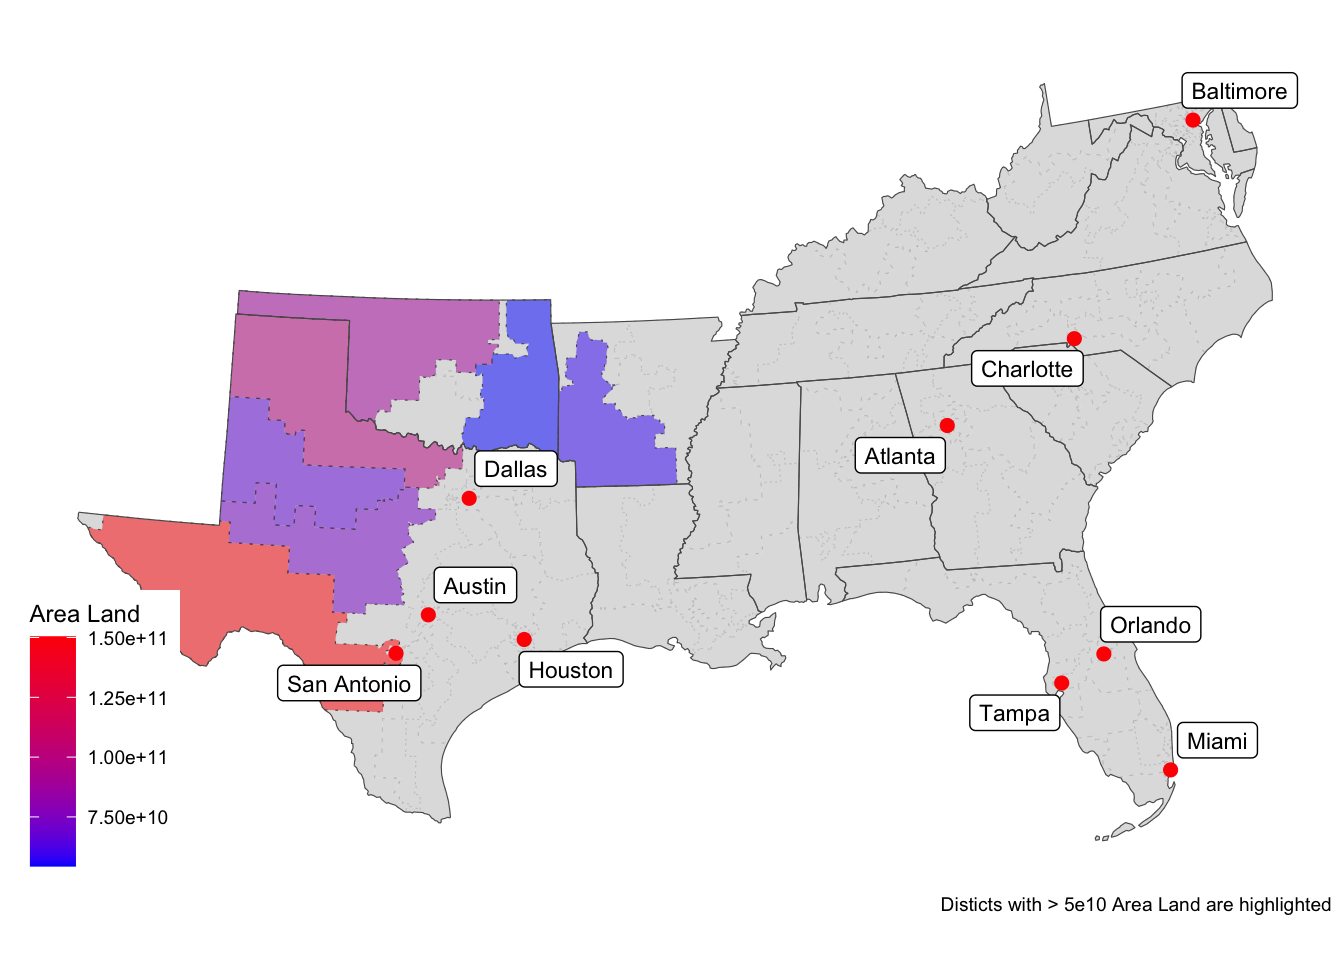 Baltimore
Charlotte
Atlanta
Dallas
Austin
Area Land
1.50e+11
Orlando
Houston
San Antonio
1.25e+11
Tampa
Miami
1.00e+11
7.50e+10
Disticts with > 5e10 Area Land are highlighted